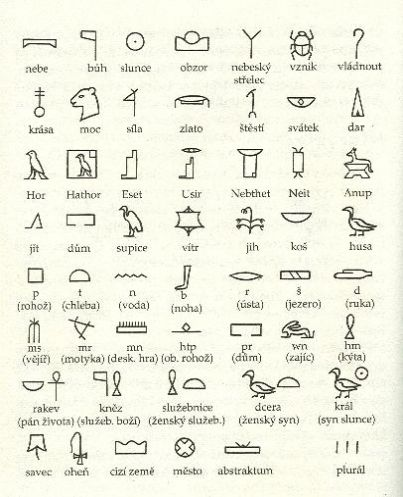 nebe bůh slunce obzor nebeský vznik vládnout
střelec
krása moc síla zlato štěstí svátek dar
Hor Hathor Eset Usir Nebthet Neit Anup
jít dům supice vítr jih koš husa
p t n b r š d
(rohož) (chleba) (voda) (noha) (ústa) (jezero) (ruka)
ms mr mn htp pr wn hm
(vějíř) (motyka) (desk. hra) (ob. rohož) (dům) (zajíc) (kýta)
rakev kněz služebnice dcera král
(pán života) (služeb. boží) (ženský služeb.) (ženský syn) (syn slunce)
savec oheň cizí země město abstraktum plurál